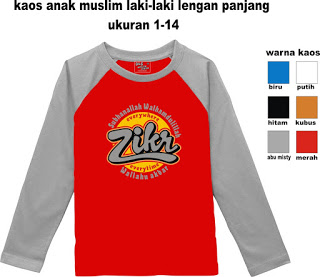 kaos anak muslim laki-laki lengan panjang
ukuran 1-14
Subhanallah Walhamdulillah
everywhere
Zikr
everytime
Wallahu akbar
warna kaos
biru putih
hitam kubus
abu misty merah